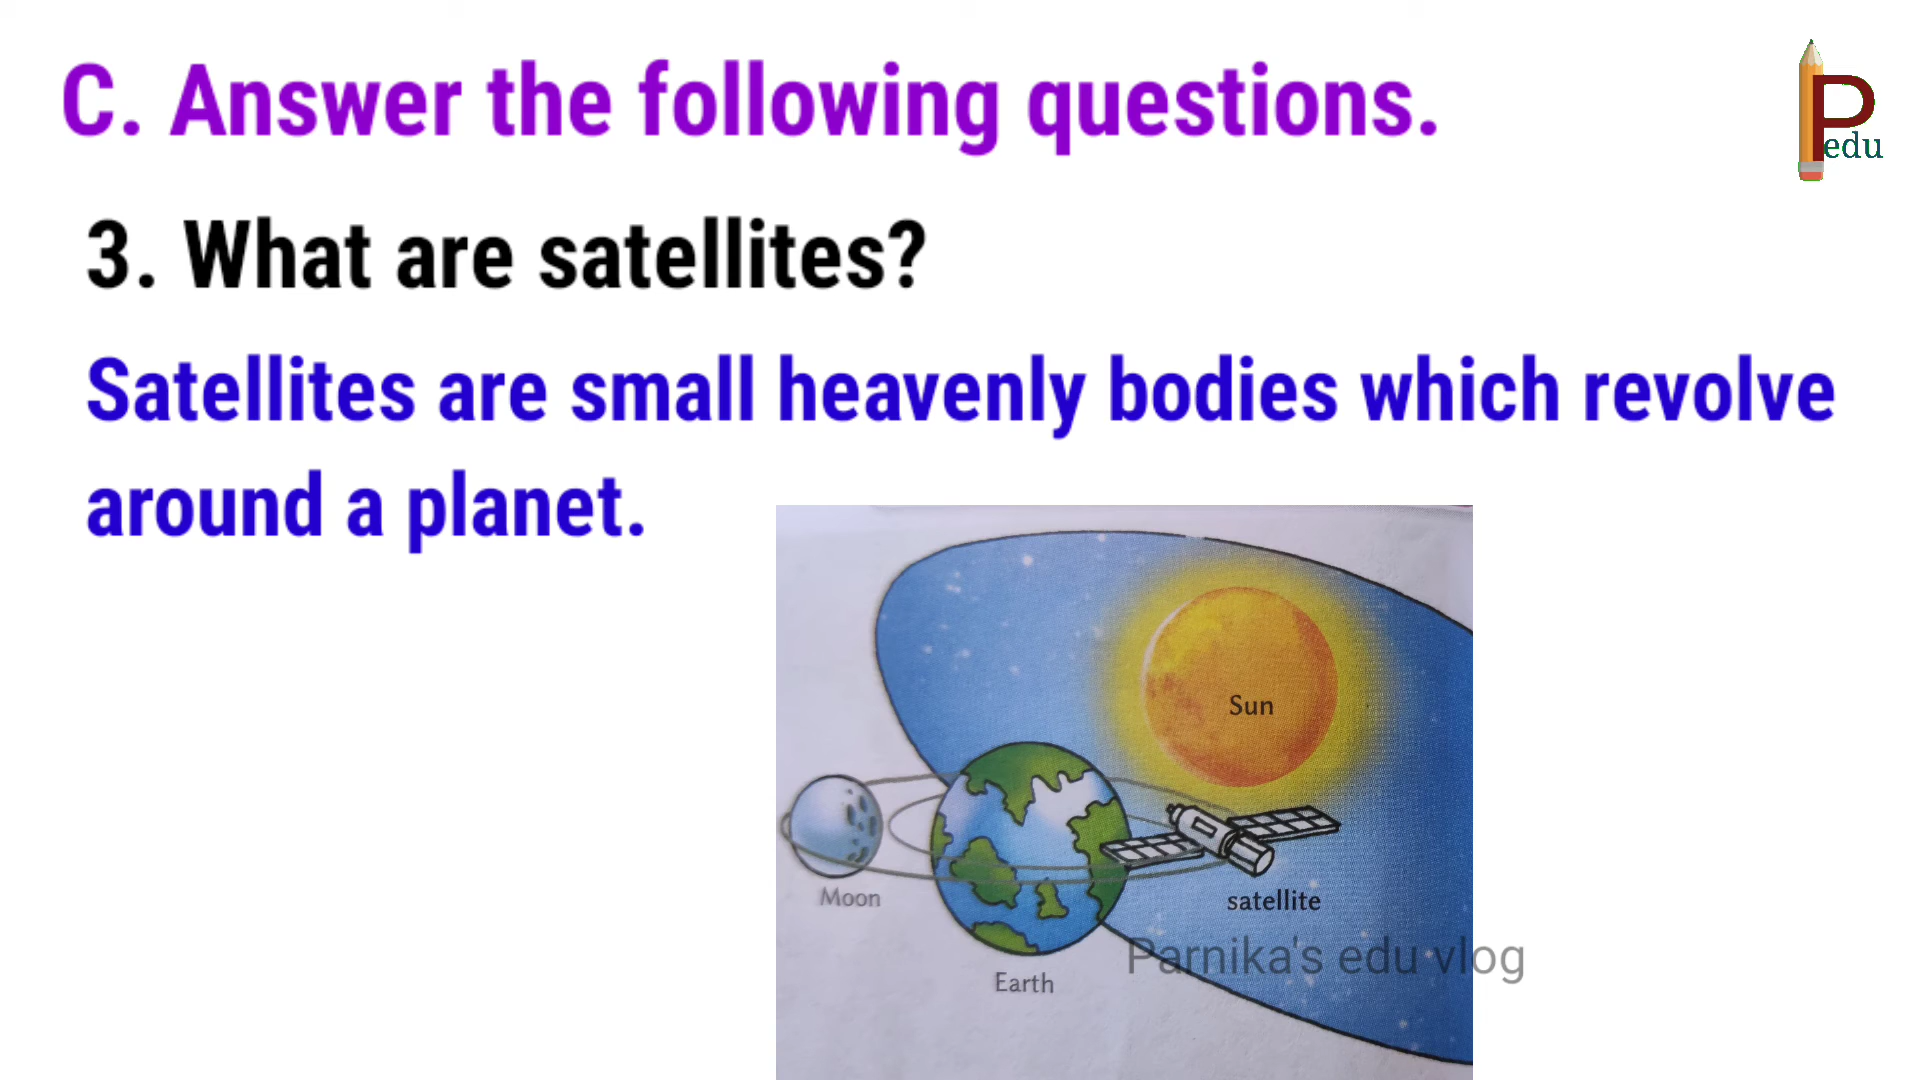 C. Answer the following questions.
P
edu
3. What are satellites?
Satellites are small heavenly bodies which revolve
around a planet.
Sun
Moon
satellite
Parnika's edu vlog
Earth